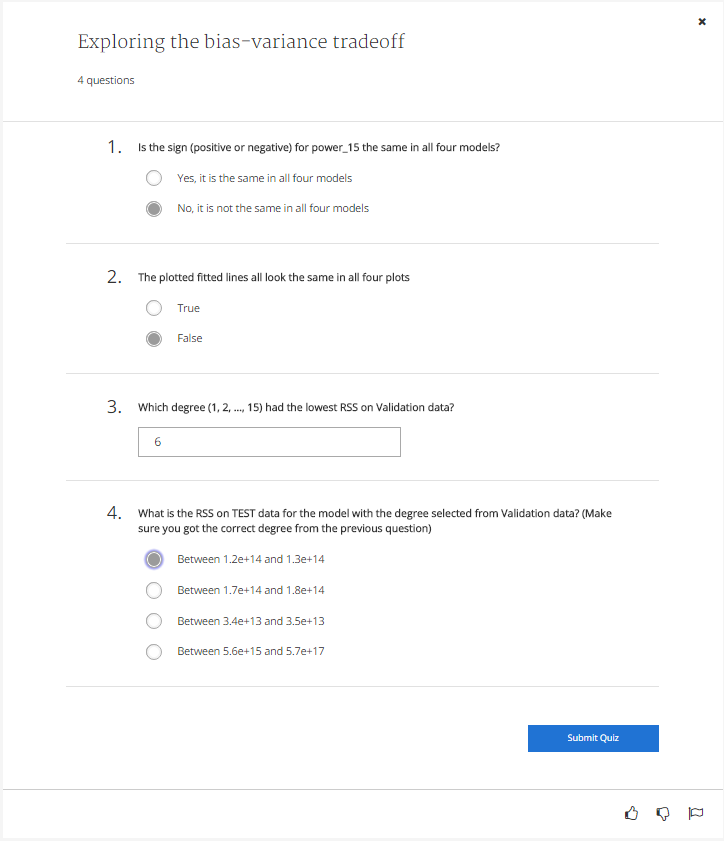 Exploring the bias-variance tradeoff
4 questions
1. Is the sign (positive or negative) for power_15 the same in all four models?
Yes, it is the same in all four models
No, it is not the same in all four models
2. The plotted fitted lines all look the same in all four plots
True
False
3. Which degree (1, 2, ..., 15) had the lowest RSS on Validation data?
6
4. What is the RSS on TEST data for the model with the degree selected from Validation data? (Make
sure you got the correct degree from the previous question)
Between 1.2e+14 and 1.3e+14
Between 1.7e+14 and 1.8e+14
Between 3.4e+13 and 3.5e+13
Between 5.6e+15 and 5.7e+17
Submit Quiz